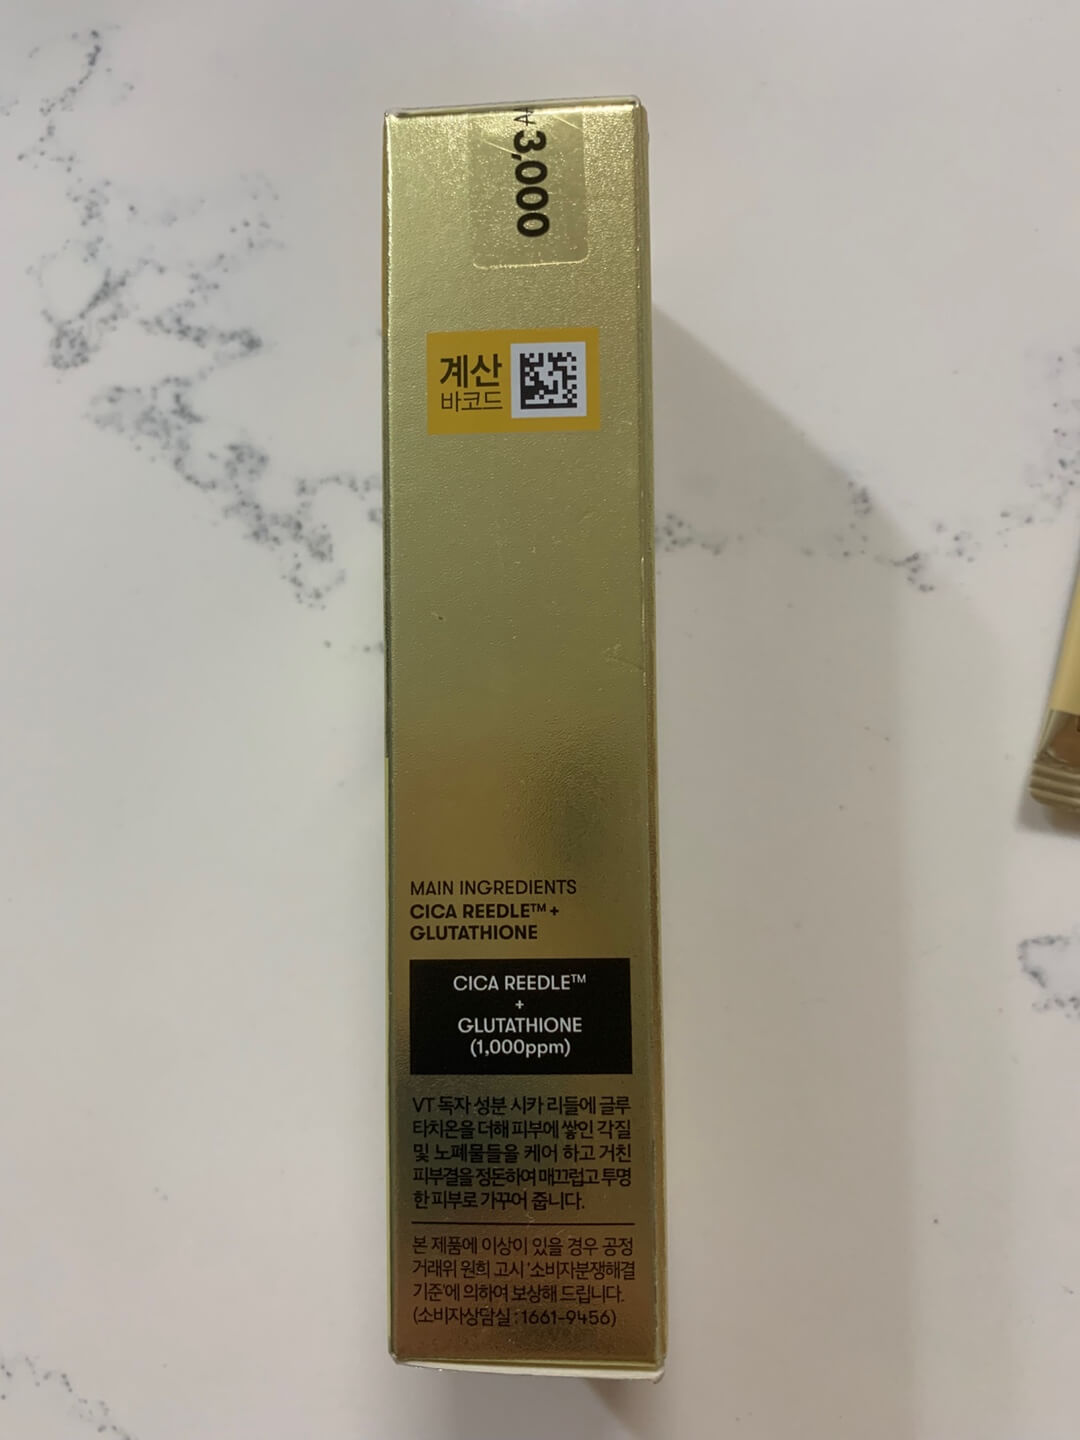 3,000
계산
바코드
MAIN INGREDIENTS
CICA REEDLE™ +
GLUTATHIONE
CICA REEDLE™
+
GLUTATHIONE
(1,000ppm)
VT 독자 성분 시카 리들에 글루
타치온을 더해 피부에 쌓인 각질
및 노폐물들을 케어 하고 거친
피부결을 정돈하여 매끄럽고 투명
한 피부로 가꾸어 줍니다.
본 제품에 이상이 있을 경우 공정
거래위 원회 고시 '소비자분쟁해결
기준'에 의하여 보상해 드립니다.
(소비자상담실 : 1661-9456)